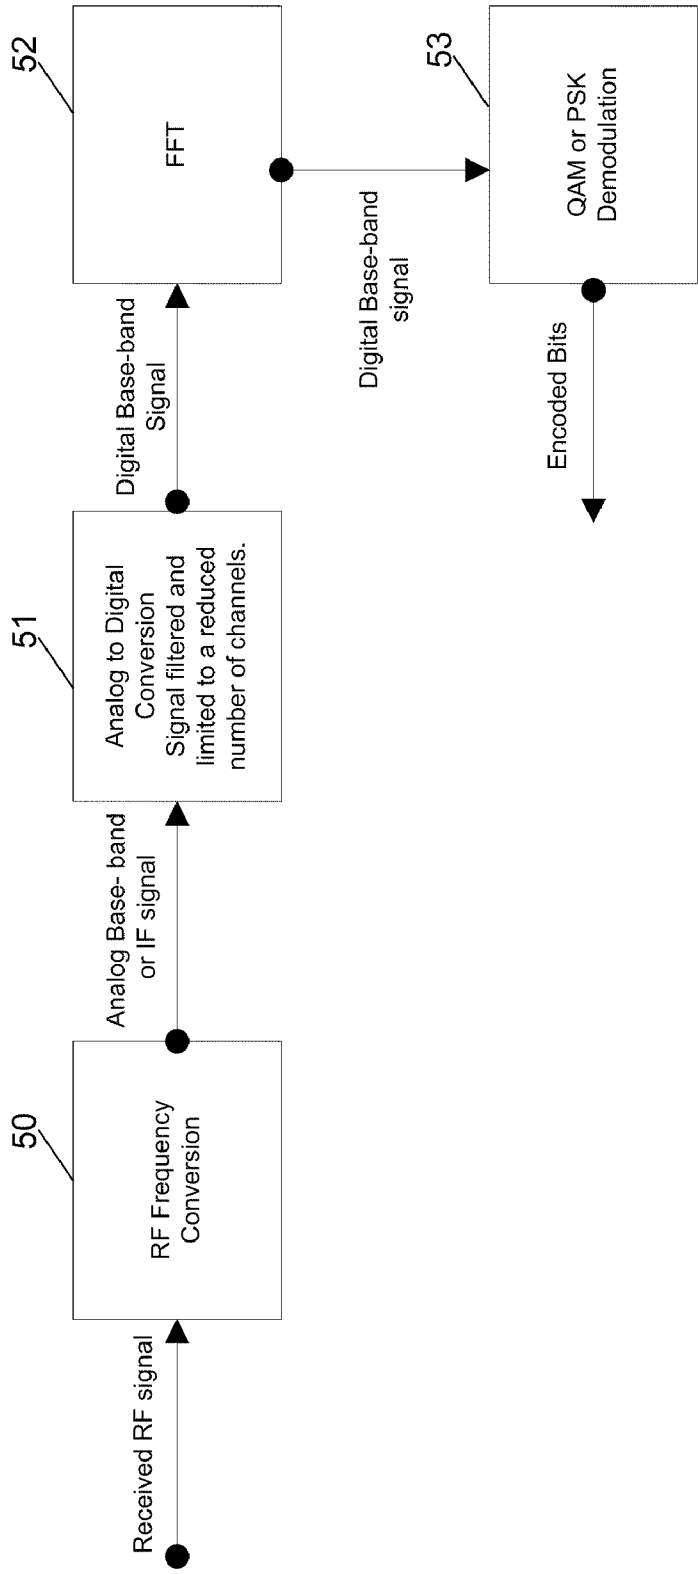 Received RF signal
50
RF Frequency
Conversion
Analog Base- band
or IF signal
51
Analog to Digital
Conversion
Signal filtered and
limited to a reduced
number of channels.
Digital Base-band
Signal
52
FFT
Digital Base-band
signal
53
QAM or PSK
Demodulation
Encoded Bits